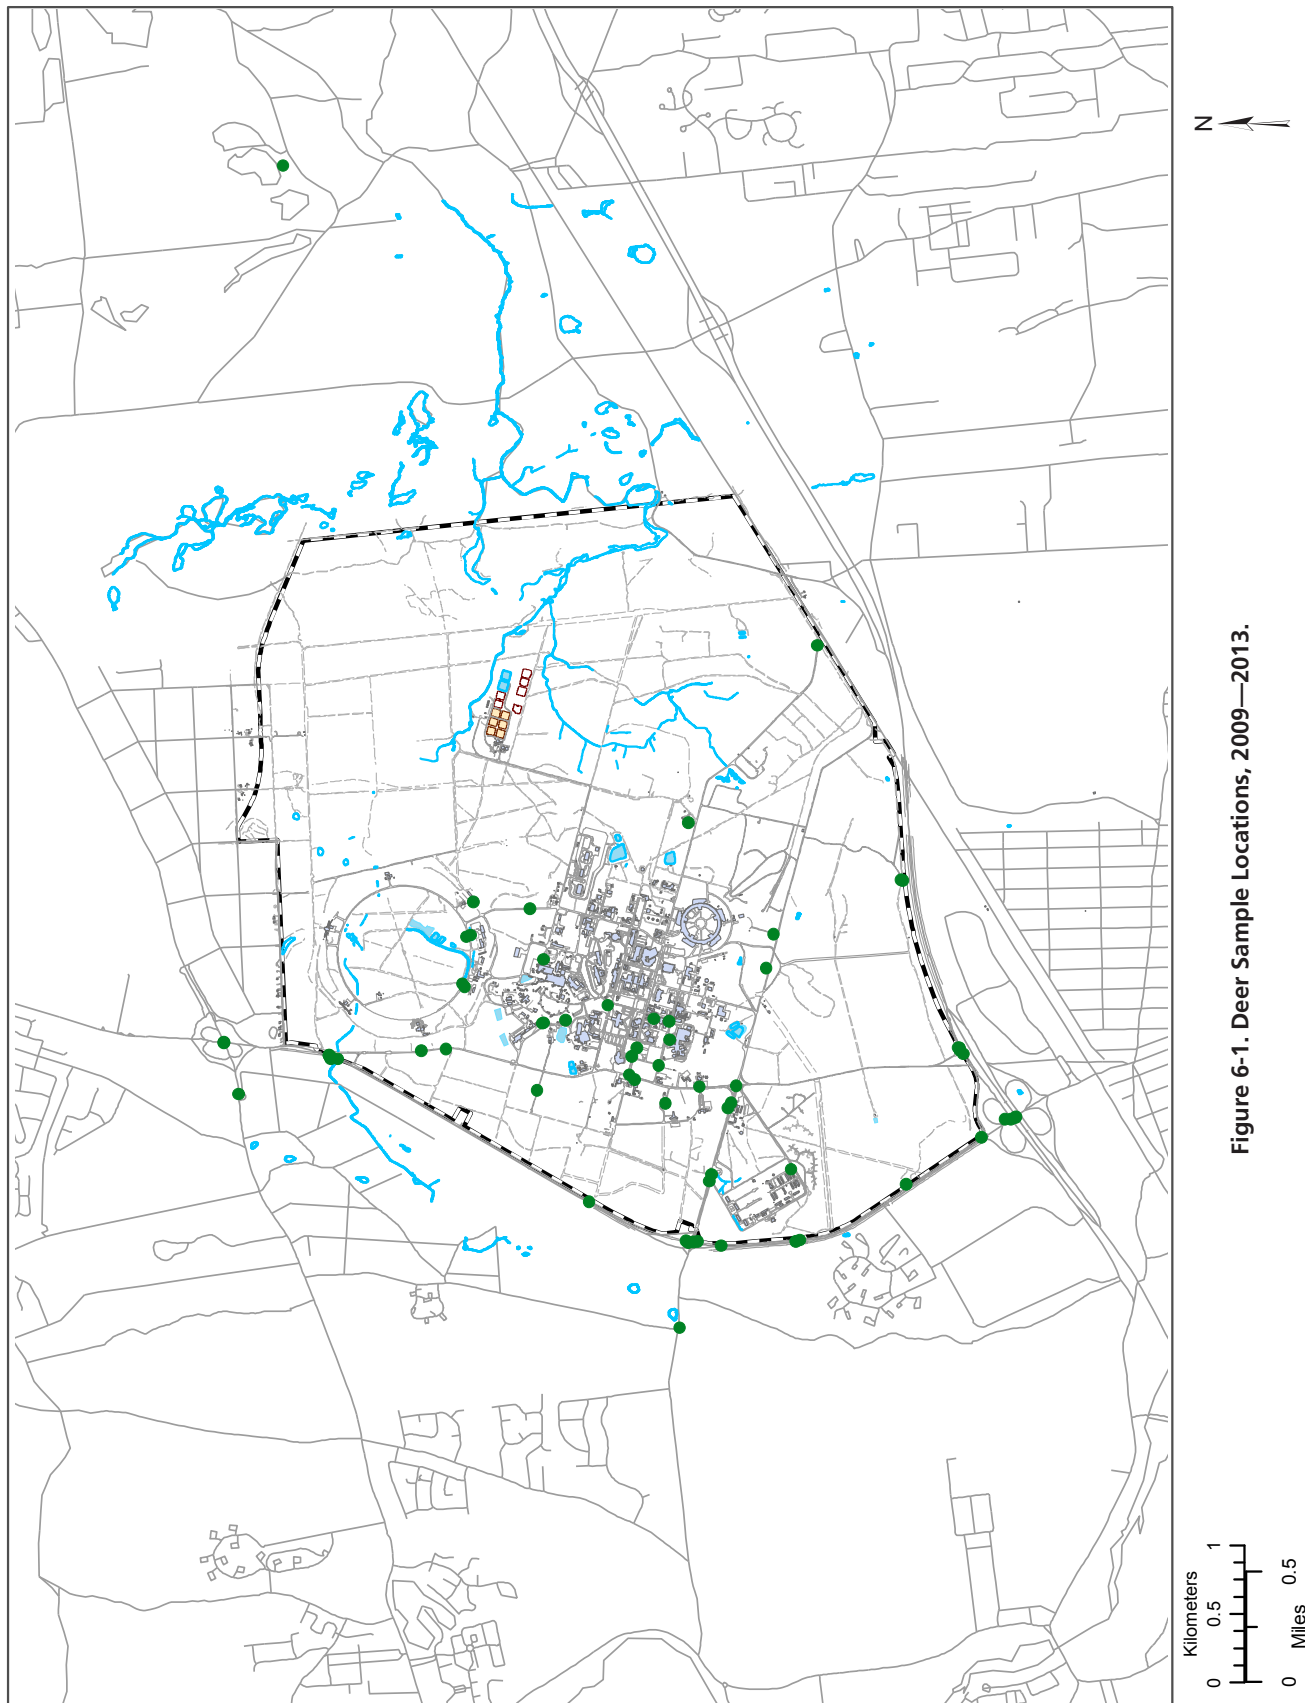 N
Kilometers
0 0.5 1
0 Miles 0.5
Figure 6-1. Deer Sample Locations, 2009—2013.